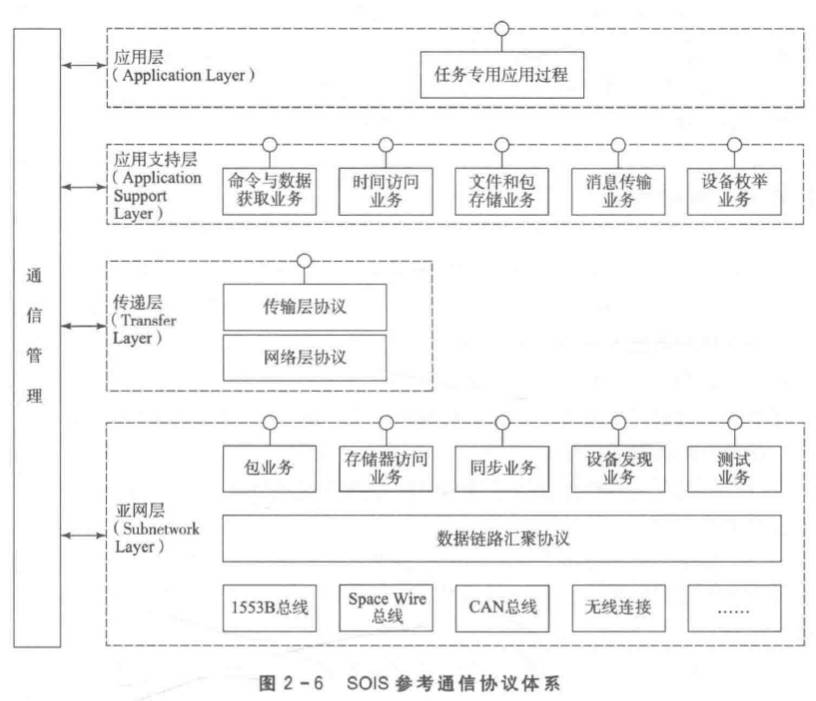 通
信
管
理
应用层
（Application Layer）
任务专用应用过程
应用支持层
（Application
Support
Layer）
命令与数据
获取业务
时间访问
业务
文件和包
存储业务
消息传输
业务
设备枚举
业务
传递层
（Transfer
Layer）
传输层协议
网络层协议
亚网层
（Subnetwork
Layer）
包业务
存储器访问
业务
同步业务
设备发现
业务
测试
业务
数据链路汇聚协议
1553B总线
Space Wire
总线
CAN总线
无线连接
……
图 2-6 SOIS 参考通信协议体系